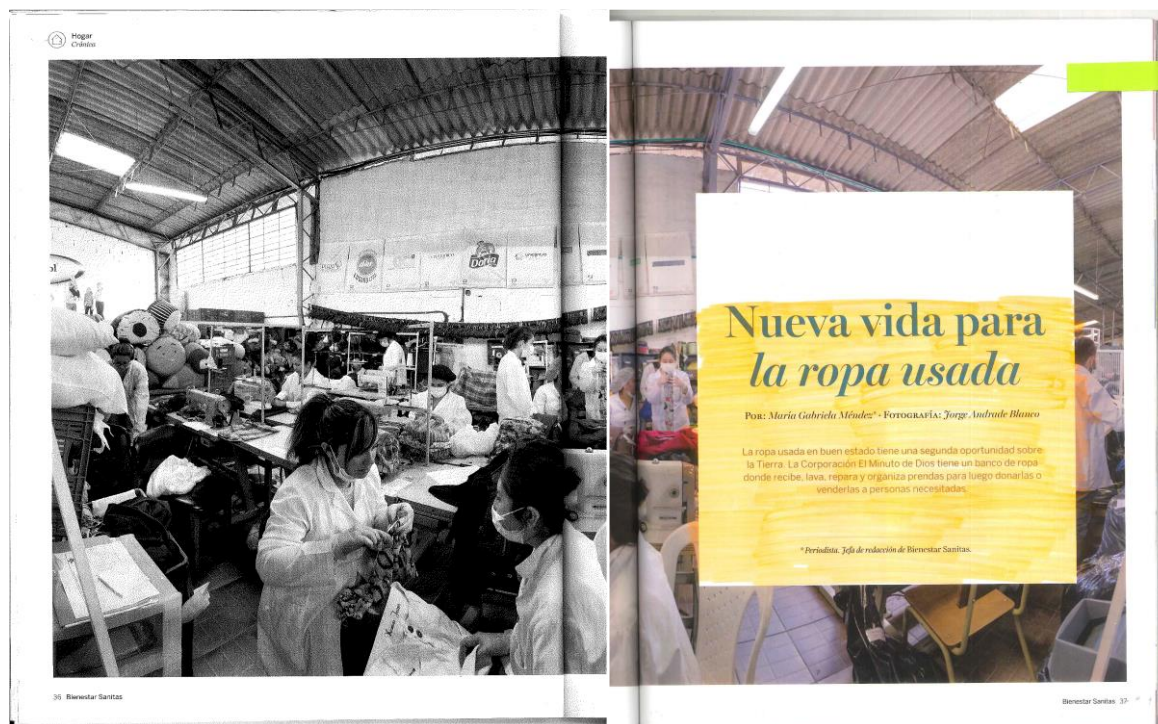 Hogar
Crónica
Doria
36 Bienestar Sanitas
Nueva vida para
la ropa usada
POR: María Gabriela Méndez* - FOTOGRAFÍA: Jorge Andrade Blanco
La ropa usada en buen estado tiene una segunda oportunidad sobre
la Tierra. La Corporación El Minuto de Dios tiene un banco de ropa
donde recibe, lava, repara y organiza prendas para luego donarlas o
venderlas a personas necesitadas.
* Periodista. Jefa de redacción de Bienestar Sanitas.
Bienestar Sanitas 37